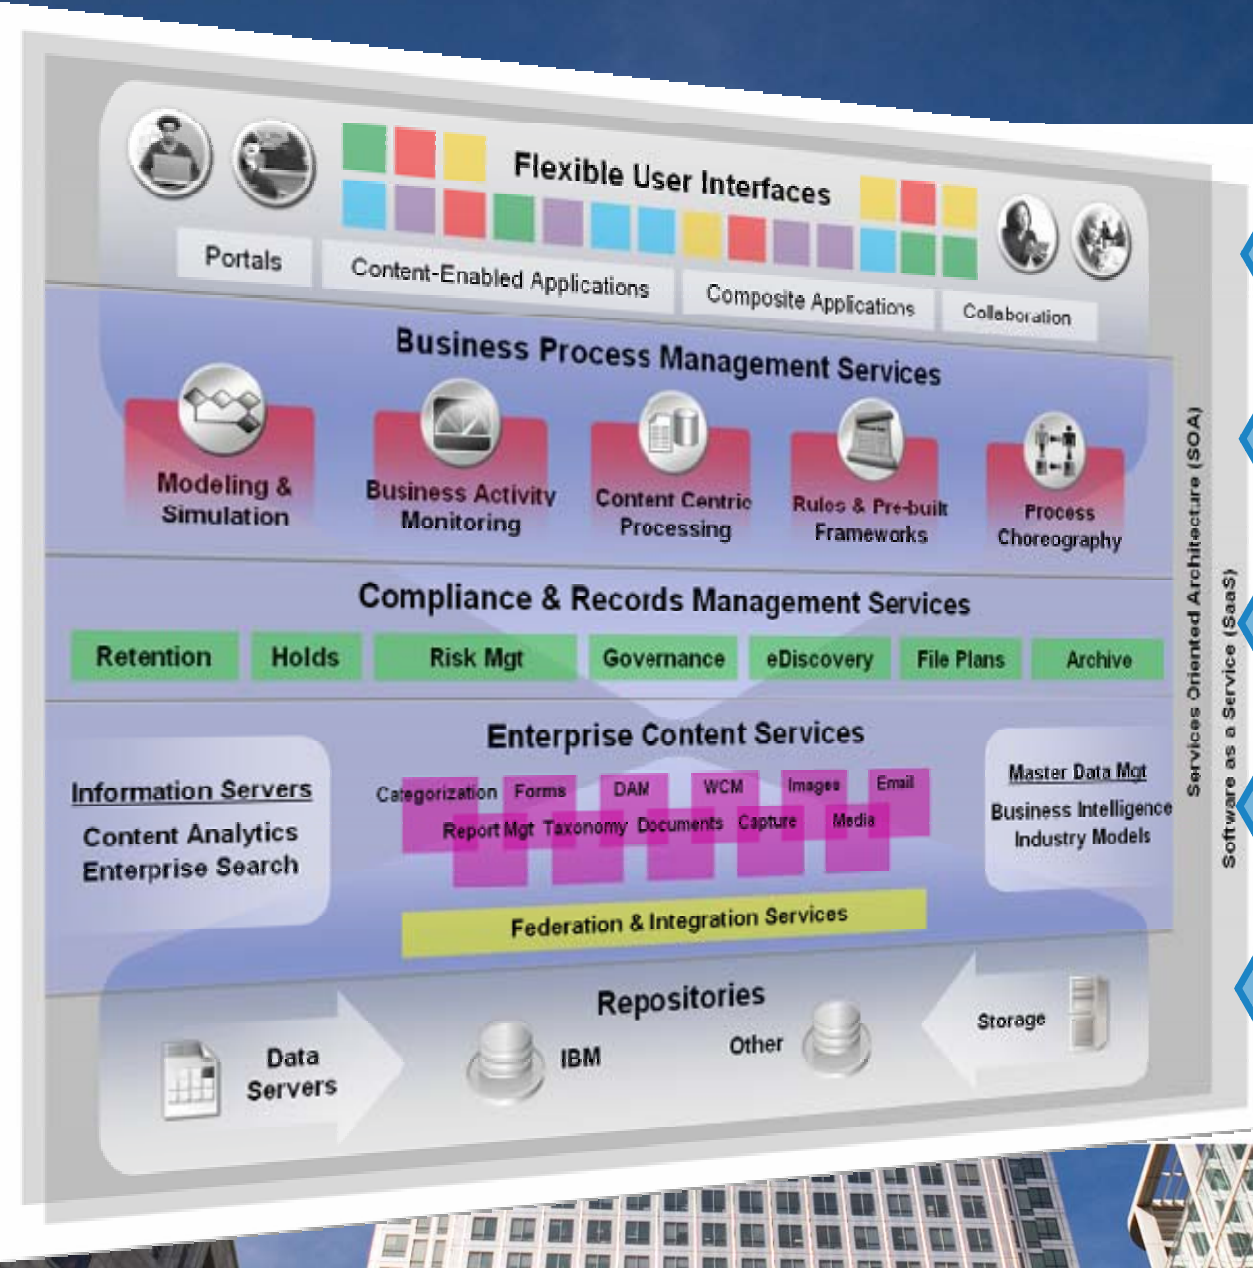 Flexible User Interfaces
Portals
Content-Enabled Applications
Composite Applications
Collaboration
Business Process Management Services
Modeling &
Simulation
Business Activity
Monitoring
Content Centric
Processing
Rules & Pre-built
Frameworks
Process
Choreography
Compliance & Records Management Services
Retention
Holds
Risk Mgt
Governance
eDiscovery
File Plans
Archive
Enterprise Content Services
Information Servers
Content Analytics
Enterprise Search
Categorization
Forms
DAM
WCM
Images
Email
Report Mgt
Taxonomy
Documents
Capture
Media
Master Data Mgt
Business Intelligence
Industry Models
Federation & Integration Services
Repositories
Data
Servers
IBM
Other
Storage
Services Oriented Architecture (SOA)
Software as a Service (SaaS)